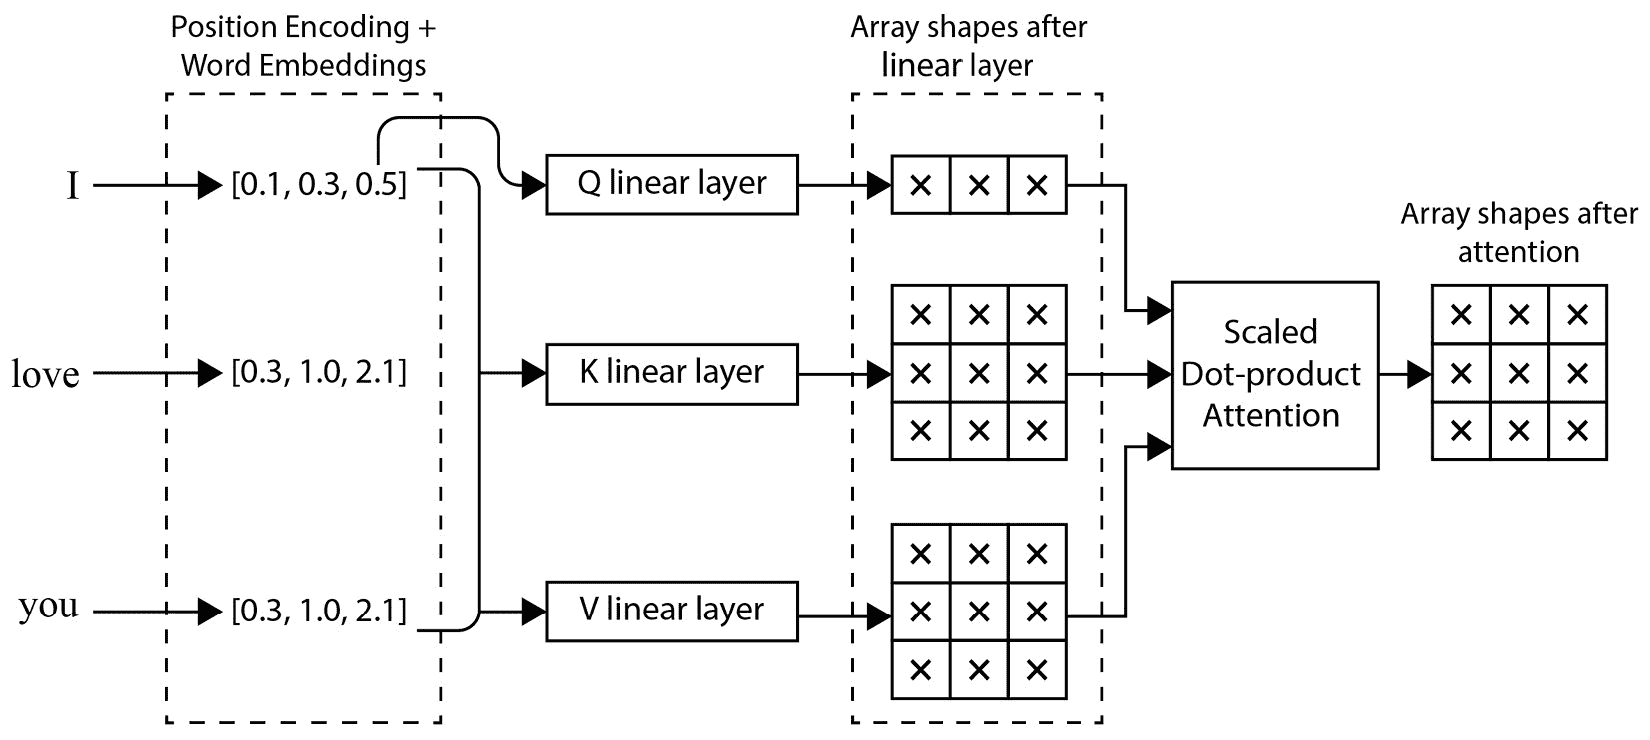 Position Encoding +
Word Embeddings
Array shapes after
linear layer
I
[0.1, 0.3, 0.5]
Q linear layer
× × ×
Array shapes after
attention
love
[0.3, 1.0, 2.1]
K linear layer
× × ×
× × ×
× × ×
Scaled
Dot-product
Attention
× × ×
× × ×
× × ×
you
[0.3, 1.0, 2.1]
V linear layer
× × ×
× × ×
× × ×